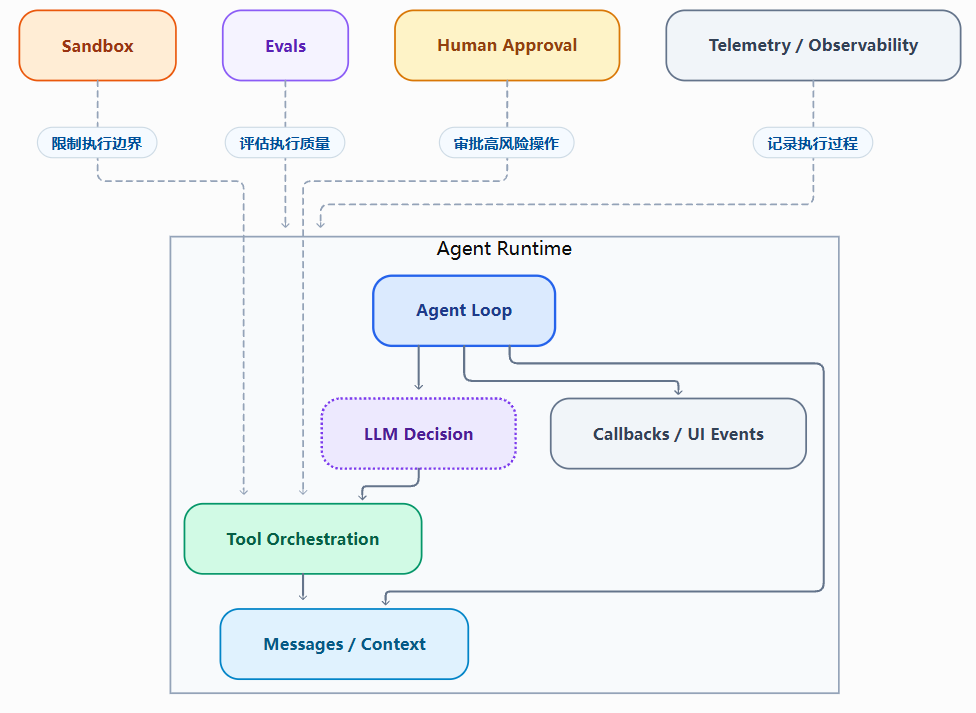 Sandbox
Evals
Human Approval
Telemetry / Observability
限制执行边界
评估执行质量
审批高风险操作
记录执行过程
Agent Runtime
Agent Loop
LLM Decision
Callbacks / UI Events
Tool Orchestration
Messages / Context